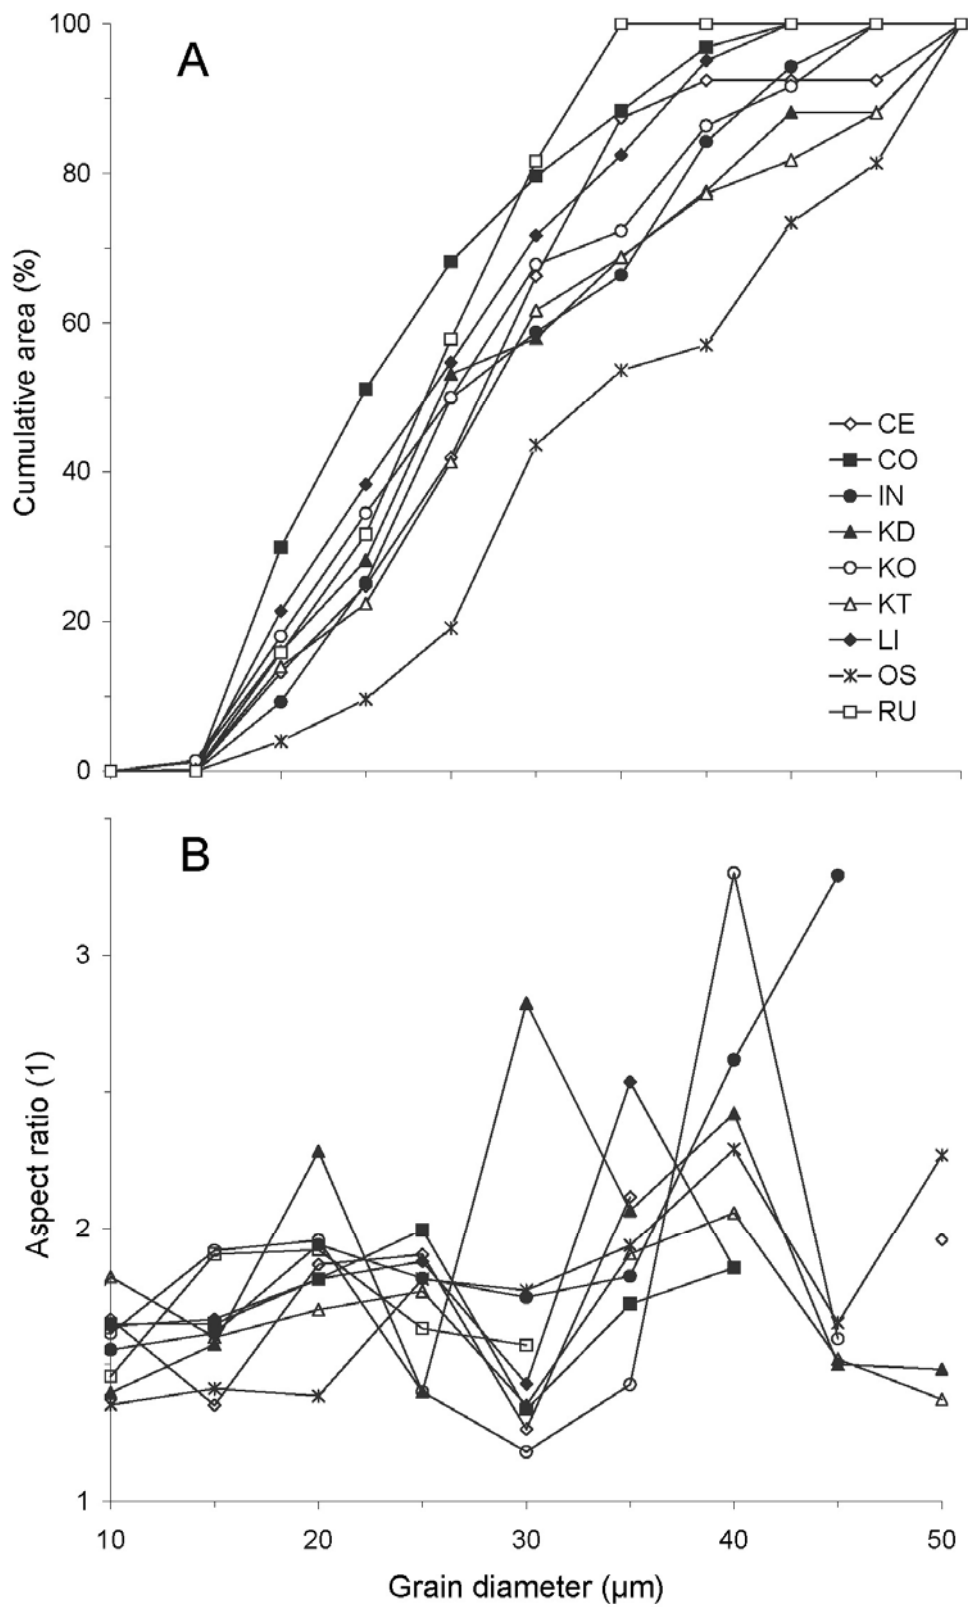 A
100
80
60
40
20
0
Cumulative area (%)
CE
CO
IN
KD
KO
KT
LI
OS
RU
B
3
2
1
Aspect ratio (1)
10 20 30 40 50
Grain diameter (µm)